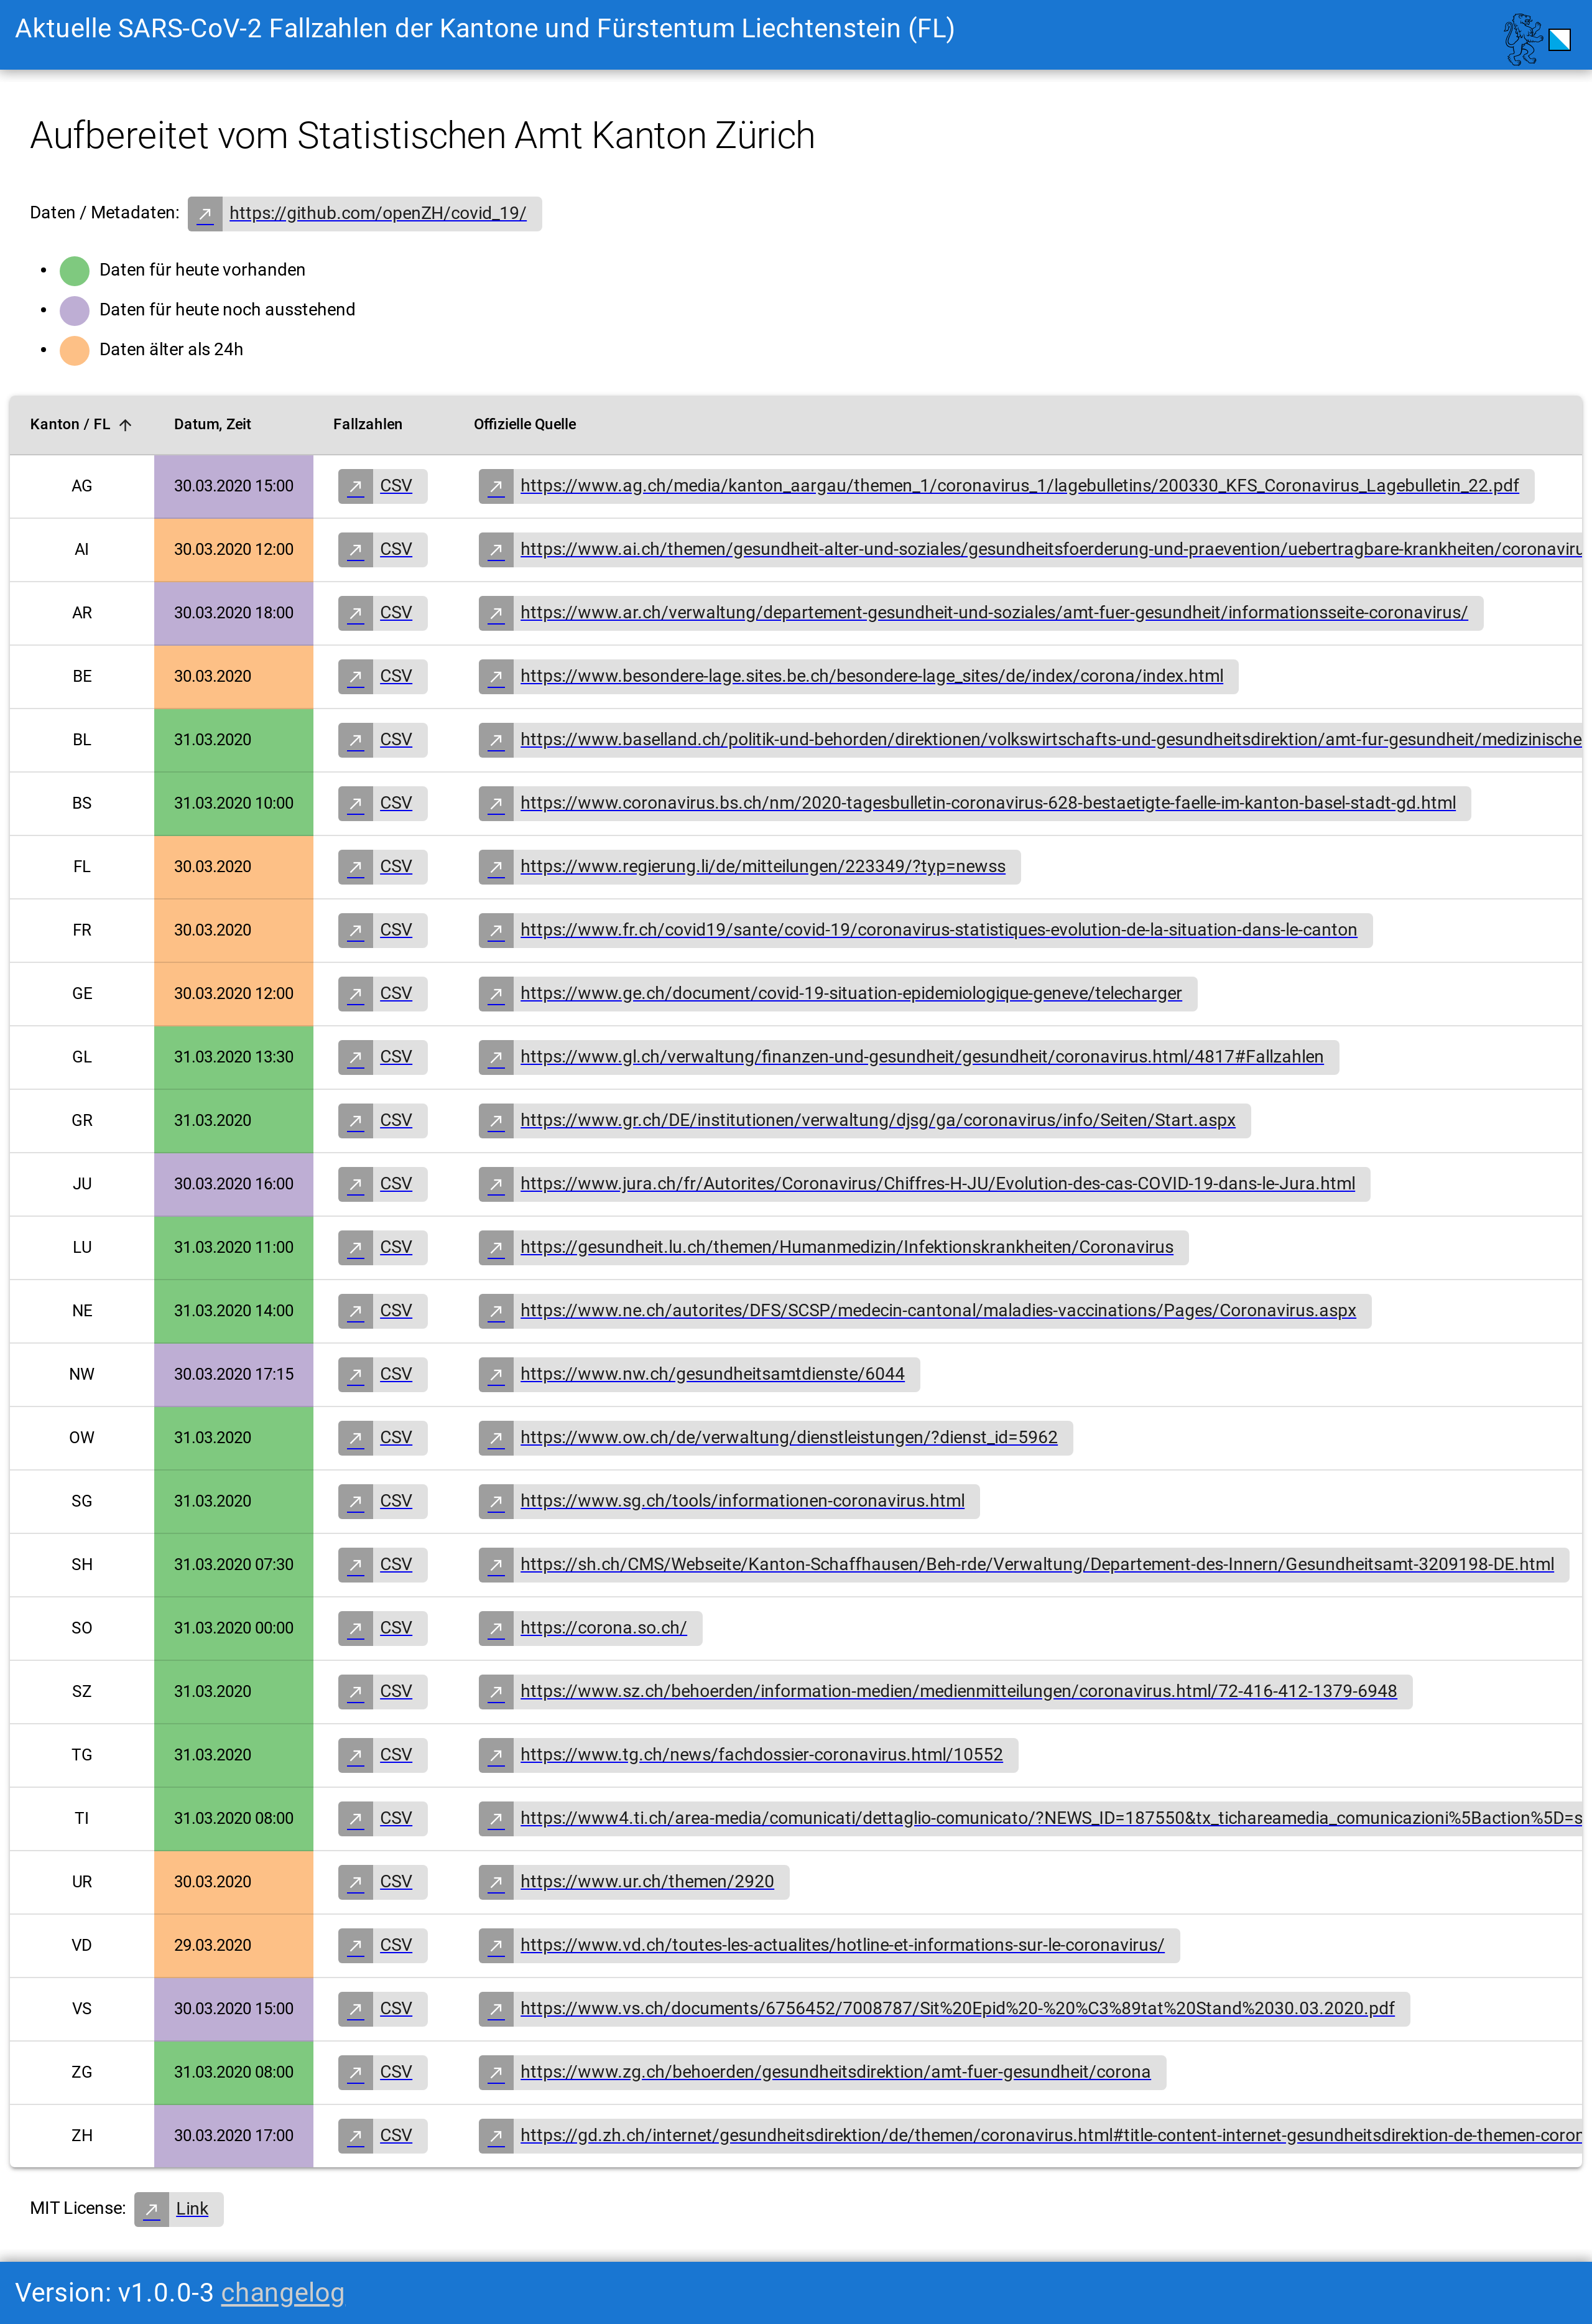 Aktuelle SARS-CoV-2 Fallzahlen der Kantone und Fürstentum Liechtenstein (FL)
Aufbereitet vom Statistischen Amt Kanton Zürich
Daten / Metadaten: https://github.com/openZH/covid_19/
Daten für heute vorhanden
Daten für heute noch ausstehend
Daten älter als 24h
Kanton / FL Datum, Zeit Fallzahlen Offizielle Quelle
AG 30.03.2020 15:00 CSV https://www.ag.ch/media/kanton_aargau/themen_1/coronavirus_1/lagebulletins/200330_KFS_Coronavirus_Lagebulletin_22.pdf
AI 30.03.2020 12:00 CSV https://www.ai.ch/themen/gesundheit-alter-und-soziales/gesundheitsfoerderung-und-praevention/uebertragbare-krankheiten/coronaviru
AR 30.03.2020 18:00 CSV https://www.ar.ch/verwaltung/departement-gesundheit-und-soziales/amt-fuer-gesundheit/informationsseite-coronavirus/
BE 30.03.2020 CSV https://www.besondere-lage.sites.be.ch/besondere-lage_sites/de/index/corona/index.html
BL 31.03.2020 CSV https://www.baselland.ch/politik-und-behorden/direktionen/volkswirtschafts-und-gesundheitsdirektion/amt-fur-gesundheit/medizinische
BS 31.03.2020 10:00 CSV https://www.coronavirus.bs.ch/nm/2020-tagesbulletin-coronavirus-628-bestaetigte-faelle-im-kanton-basel-stadt-gd.html
FL 30.03.2020 CSV https://www.regierung.li/de/mitteilungen/223349/?typ=newss
FR 30.03.2020 CSV https://www.fr.ch/covid19/sante/covid-19/coronavirus-statistiques-evolution-de-la-situation-dans-le-canton
GE 30.03.2020 12:00 CSV https://www.ge.ch/document/covid-19-situation-epidemiologique-geneve/telecharger
GL 31.03.2020 13:30 CSV https://www.gl.ch/verwaltung/finanzen-und-gesundheit/gesundheit/coronavirus.html/4817#Fallzahlen
GR 31.03.2020 CSV https://www.gr.ch/DE/institutionen/verwaltung/djsg/ga/coronavirus/info/Seiten/Start.aspx
JU 30.03.2020 16:00 CSV https://www.jura.ch/fr/Autorites/Coronavirus/Chiffres-H-JU/Evolution-des-cas-COVID-19-dans-le-Jura.html
LU 31.03.2020 11:00 CSV https://gesundheit.lu.ch/themen/Humanmedizin/Infektionskrankheiten/Coronavirus
NE 31.03.2020 14:00 CSV https://www.ne.ch/autorites/DFS/SCSP/medecin-cantonal/maladies-vaccinations/Pages/Coronavirus.aspx
NW 30.03.2020 17:15 CSV https://www.nw.ch/gesundheitsamtdienste/6044
OW 31.03.2020 CSV https://www.ow.ch/de/verwaltung/dienstleistungen/?dienst_id=5962
SG 31.03.2020 CSV https://www.sg.ch/tools/informationen-coronavirus.html
SH 31.03.2020 07:30 CSV https://sh.ch/CMS/Webseite/Kanton-Schaffhausen/Beh-rde/Verwaltung/Departement-des-Innern/Gesundheitsamt-3209198-DE.html
SO 31.03.2020 00:00 CSV https://corona.so.ch/
SZ 31.03.2020 CSV https://www.sz.ch/behoerden/information-medien/medienmitteilungen/coronavirus.html/72-416-412-1379-6948
TG 31.03.2020 CSV https://www.tg.ch/news/fachdossier-coronavirus.html/10552
TI 31.03.2020 08:00 CSV https://www4.ti.ch/area-media/comunicati/dettaglio-comunicato/?NEWS_ID=187550&tx_tichareamedia_comunicazioni%5Baction%5D=s
UR 30.03.2020 CSV https://www.ur.ch/themen/2920
VD 29.03.2020 CSV https://www.vd.ch/toutes-les-actualites/hotline-et-informations-sur-le-coronavirus/
VS 30.03.2020 15:00 CSV https://www.vs.ch/documents/6756452/7008787/Sit%20Epid%20-%20%C3%89tat%20Stand%2030.03.2020.pdf
ZG 31.03.2020 08:00 CSV https://www.zg.ch/behoerden/gesundheitsdirektion/amt-fuer-gesundheit/corona
ZH 30.03.2020 17:00 CSV https://gd.zh.ch/internet/gesundheitsdirektion/de/themen/coronavirus.html#title-content-internet-gesundheitsdirektion-de-themen-coron
MIT License: Link
Version: v1.0.0-3 changelog